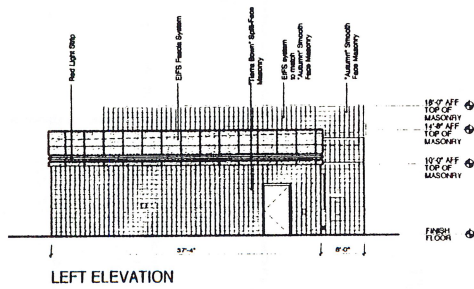 Red Light Strip
EIFS Fascia System
"Terra Brown" Split-Face
Masonry
EIFS system
to match
"Autumn" Smooth
Face Masonry
"Autumn" Smooth
Face Masonry
18'-0" AFF
TOP OF
MASONRY
14'-8" AFF
TOP OF
MASONRY
10'-0" AFF
TOP OF
MASONRY
FINISH
FLOOR
37'-4"
8'-0"
LEFT ELEVATION